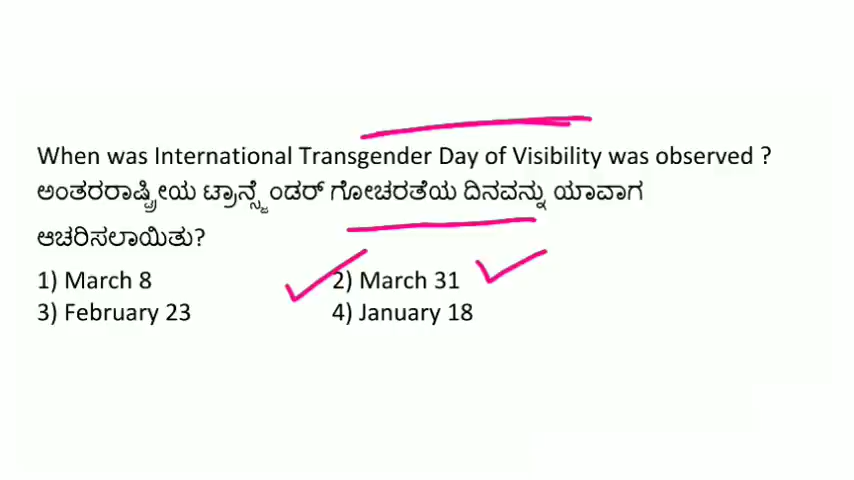 When was International Transgender Day of Visibility was observed ?
ಅಂತರರಾಷ್ಟ್ರೀಯ ಟ್ರಾನ್ಸ್ಜೆಂಡರ್ ಗೋಚರತೆಯ ದಿನವನ್ನು ಯಾವಾಗ
ಆಚರಿಸಲಾಯಿತು?
1) March 8 2) March 31
3) February 23 4) January 18